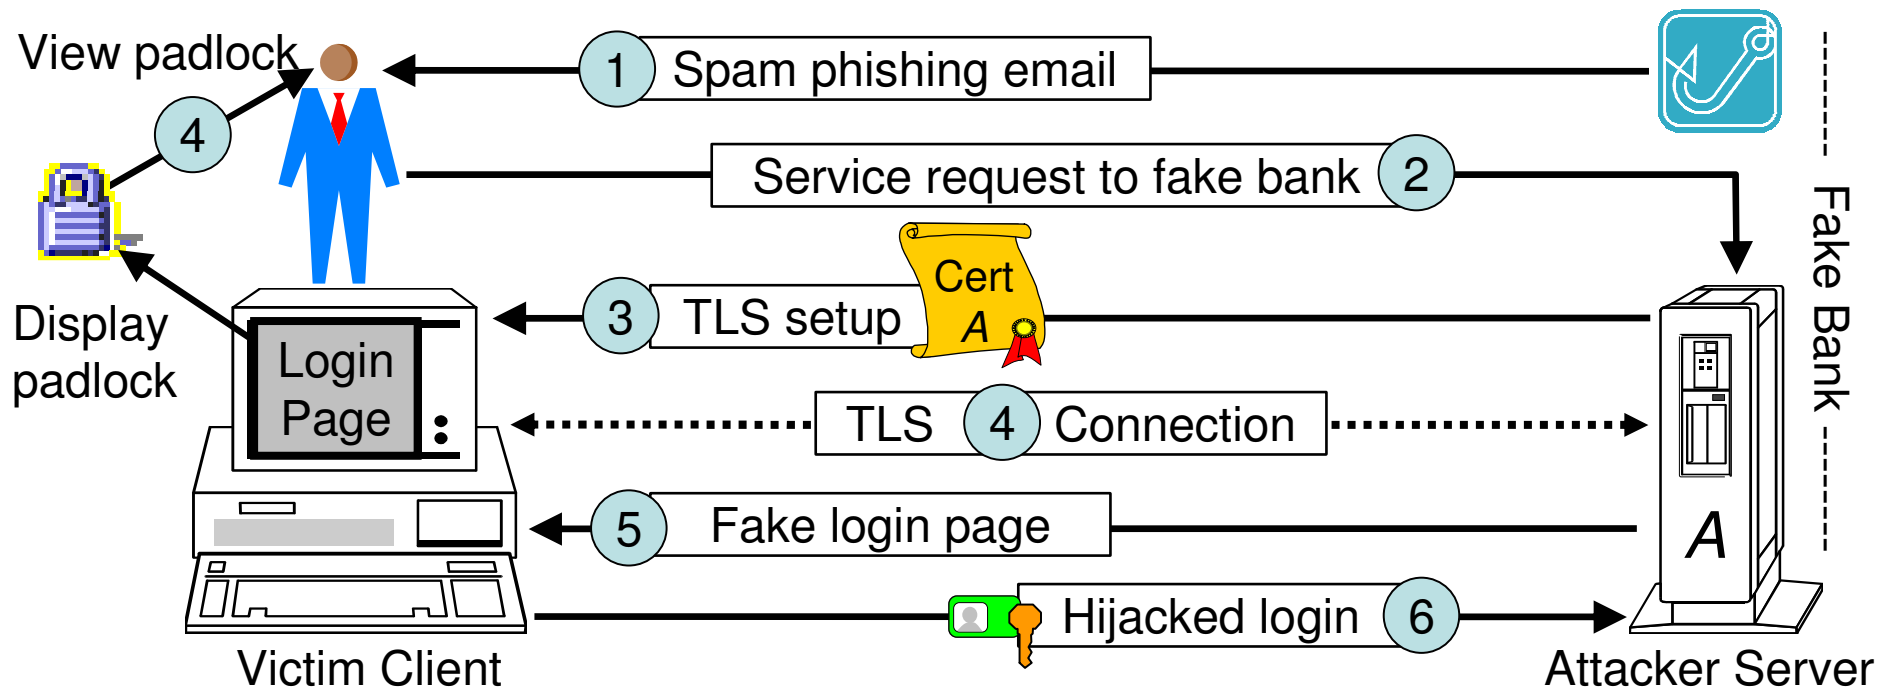 View padlock
1 Spam phishing email
4
Service request to fake bank 2
Fake Bank
Display
padlock
Login
Page
3 TLS setup
Cert
A
TLS 4 Connection
5 Fake login page
A
Hijacked login 6
Victim Client
Attacker Server